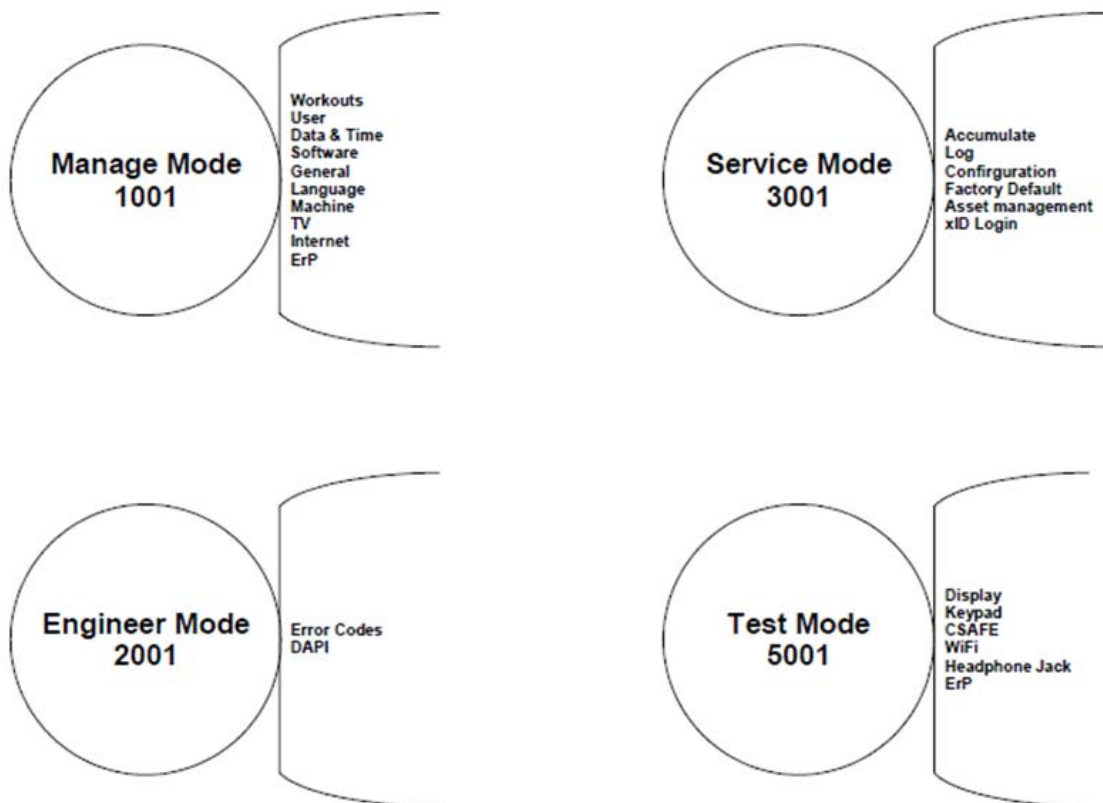 Manage Mode
1001
Workouts
User
Data & Time
Software
General
Language
Machine
TV
Internet
ErP
Service Mode
3001
Accumulate
Log
Confirguration
Factory Default
Asset management
xID Login
Engineer Mode
2001
Error Codes
DAPI
Test Mode
5001
Display
Keypad
CSAFE
WiFi
Headphone Jack
ErP